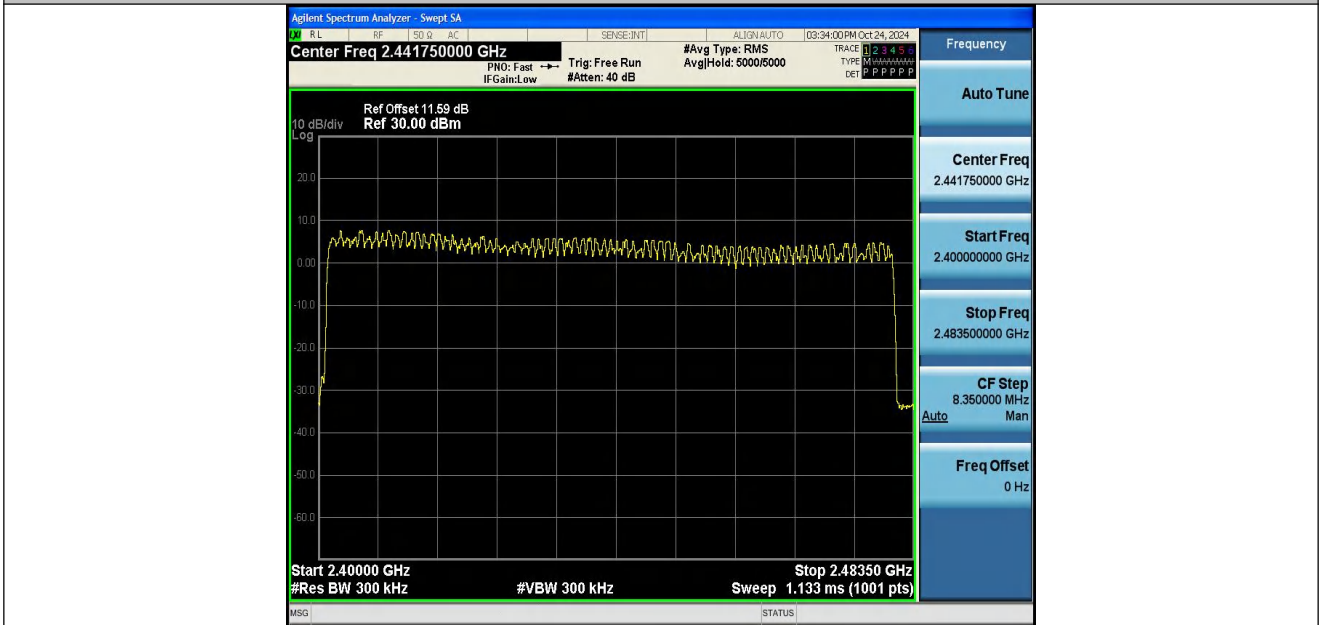 Agilent Spectrum Analyzer - Swept SA
LXI RL RF 50 Ω AC SENSE:INT ALIGN AUTO 03:34:00 PM Oct 24, 2024
Center Freq 2.441750000 GHz
PNO: Fast
IFGain:Low
Trig: Free Run
#Atten: 40 dB
#Avg Type: RMS
Avg|Hold: 5000/5000
TRACE 1 2 3 4 5 6
TYPE M
DET P P P P P P
Ref Offset 11.59 dB
10 dB/div Ref 30.00 dBm
Log
20.0
10.0
0.00
-10.0
-20.0
-30.0
-40.0
-50.0
-60.0
Start 2.40000 GHz Stop 2.48350 GHz
#Res BW 300 kHz #VBW 300 kHz Sweep 1.133 ms (1001 pts)
MSG STATUS
Frequency
Auto Tune
Center Freq
2.441750000 GHz
Start Freq
2.400000000 GHz
Stop Freq
2.483500000 GHz
CF Step
8.350000 MHz
Auto Man
Freq Offset
0 Hz